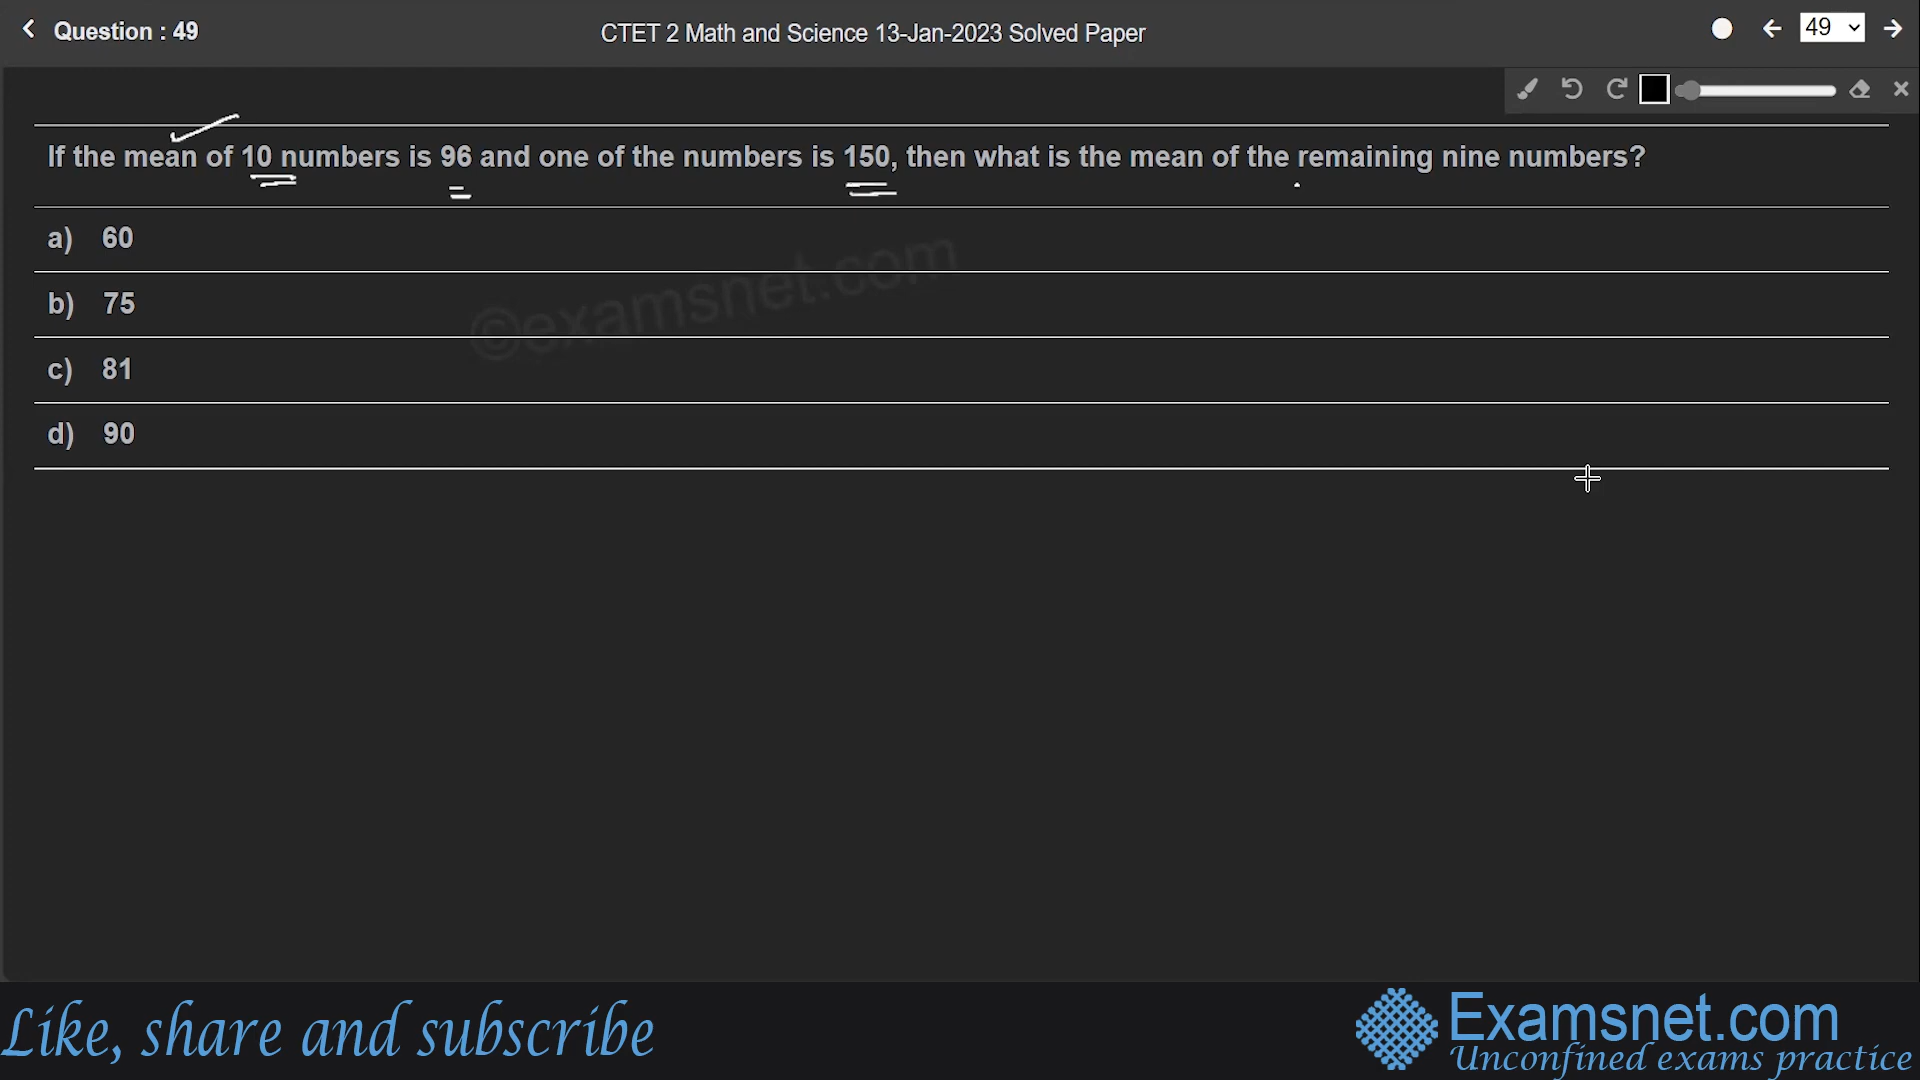 Question : 49
CTET 2 Math and Science 13-Jan-2023 Solved Paper
49
If the mean of 10 numbers is 96 and one of the numbers is 150, then what is the mean of the remaining nine numbers?
a) 60
b) 75
c) 81
d) 90
©examsnet.com
Like, share and subscribe
Examsnet.com
Unconfined exams practice